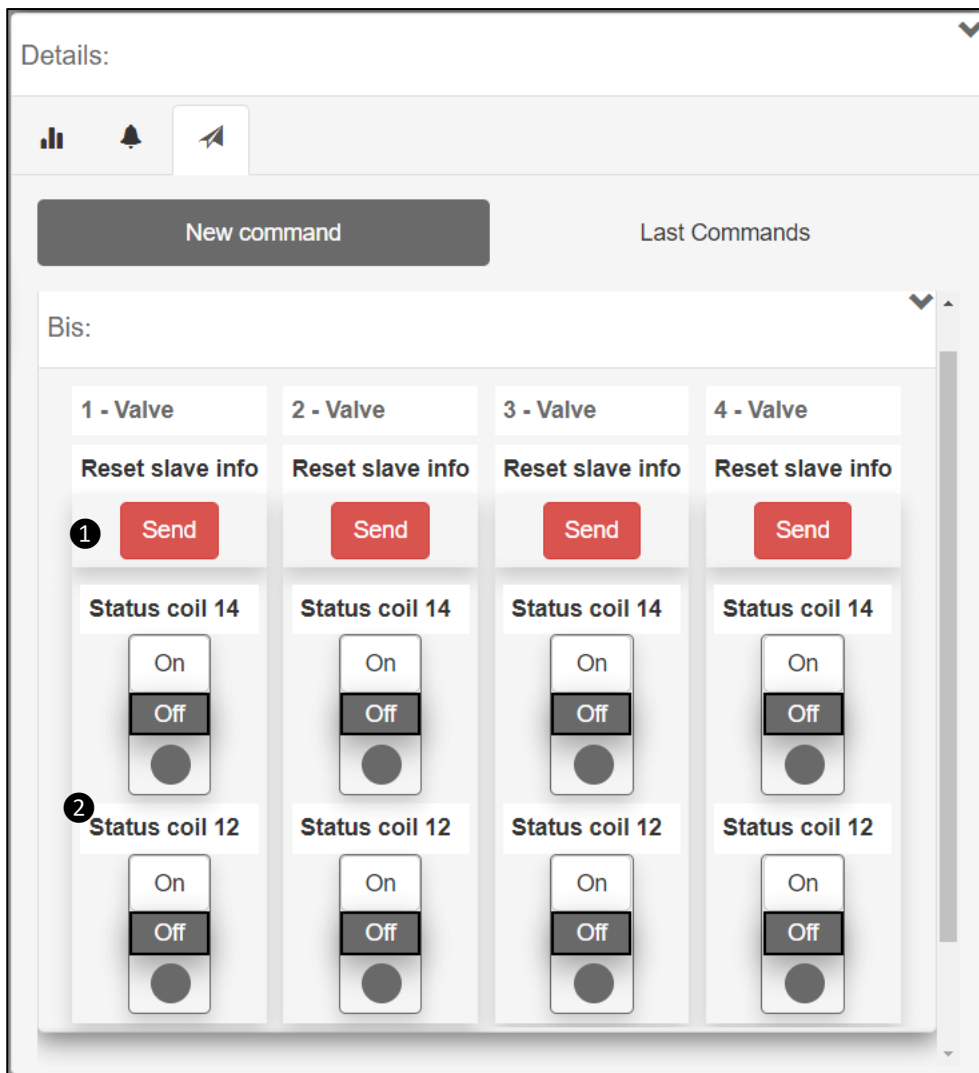 Details:
New command Last Commands
Bis:
1 - Valve 2 - Valve 3 - Valve 4 - Valve
Reset slave info Reset slave info Reset slave info Reset slave info
1 Send Send Send Send
Status coil 14 Status coil 14 Status coil 14 Status coil 14
On On On On
Off Off Off Off
2
Status coil 12 Status coil 12 Status coil 12 Status coil 12
On On On On
Off Off Off Off